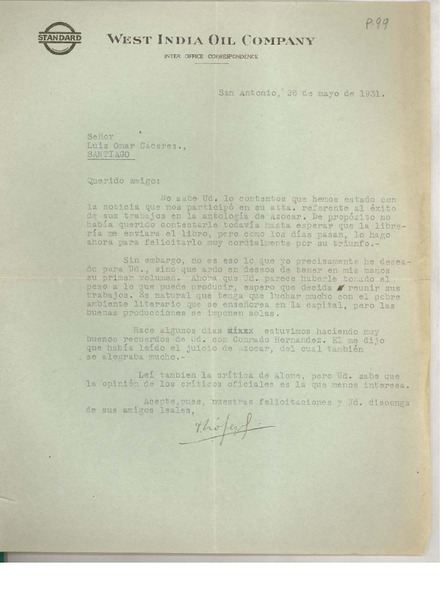 P.99
STANDARD
WEST INDIA OIL COMPANY
INTER OFFICE CORRESPONDENCE
San Antonio, 26 de mayo de 1931.
Señor
Luis Omar Cáceres.,
SANTIAGO
Querido amigo:
No sabe Ud. lo contentos que hemos estado con
la noticia que nos participó en su atta. referente al éxito
de sus trabajos en la antología de Azocar. De propósito no
había querido contestarle todavía hasta esperar que la libre-
ría me enviara el libro, pero como los días pasan, lo hago
ahora para felicitarlo muy cordialmente por su triunfo.-
Sin embargo, no es eso lo que yo precisamente he desea-
do para Ud., sino que ardo en deseos de tener en mis manos
su primer volumen. Ahora que Ud. parece haberle tomado el
peso a lo que puede producir, espero que decida reunir sus
trabajos. Es natural que tenga que luchar mucho con el pobre
ambiente literario que se enseñorea en la capital, pero las
buenas producciones se imponen solas.
Hace algunos días estuvimos haciendo muy
buenos recuerdos de Ud. con Conrado Hernandez. El me dijo
que había leído el juicio de Azocar, del cual también
se alegraba mucho.-
Leí tambien la crítica de Alone, pero Ud. sabe que
la opinión de los críticos oficiales es la que menos interesa.
Acepte,pues, nuestras felicitaciones y Ud. disponga
de sus amigos leales,